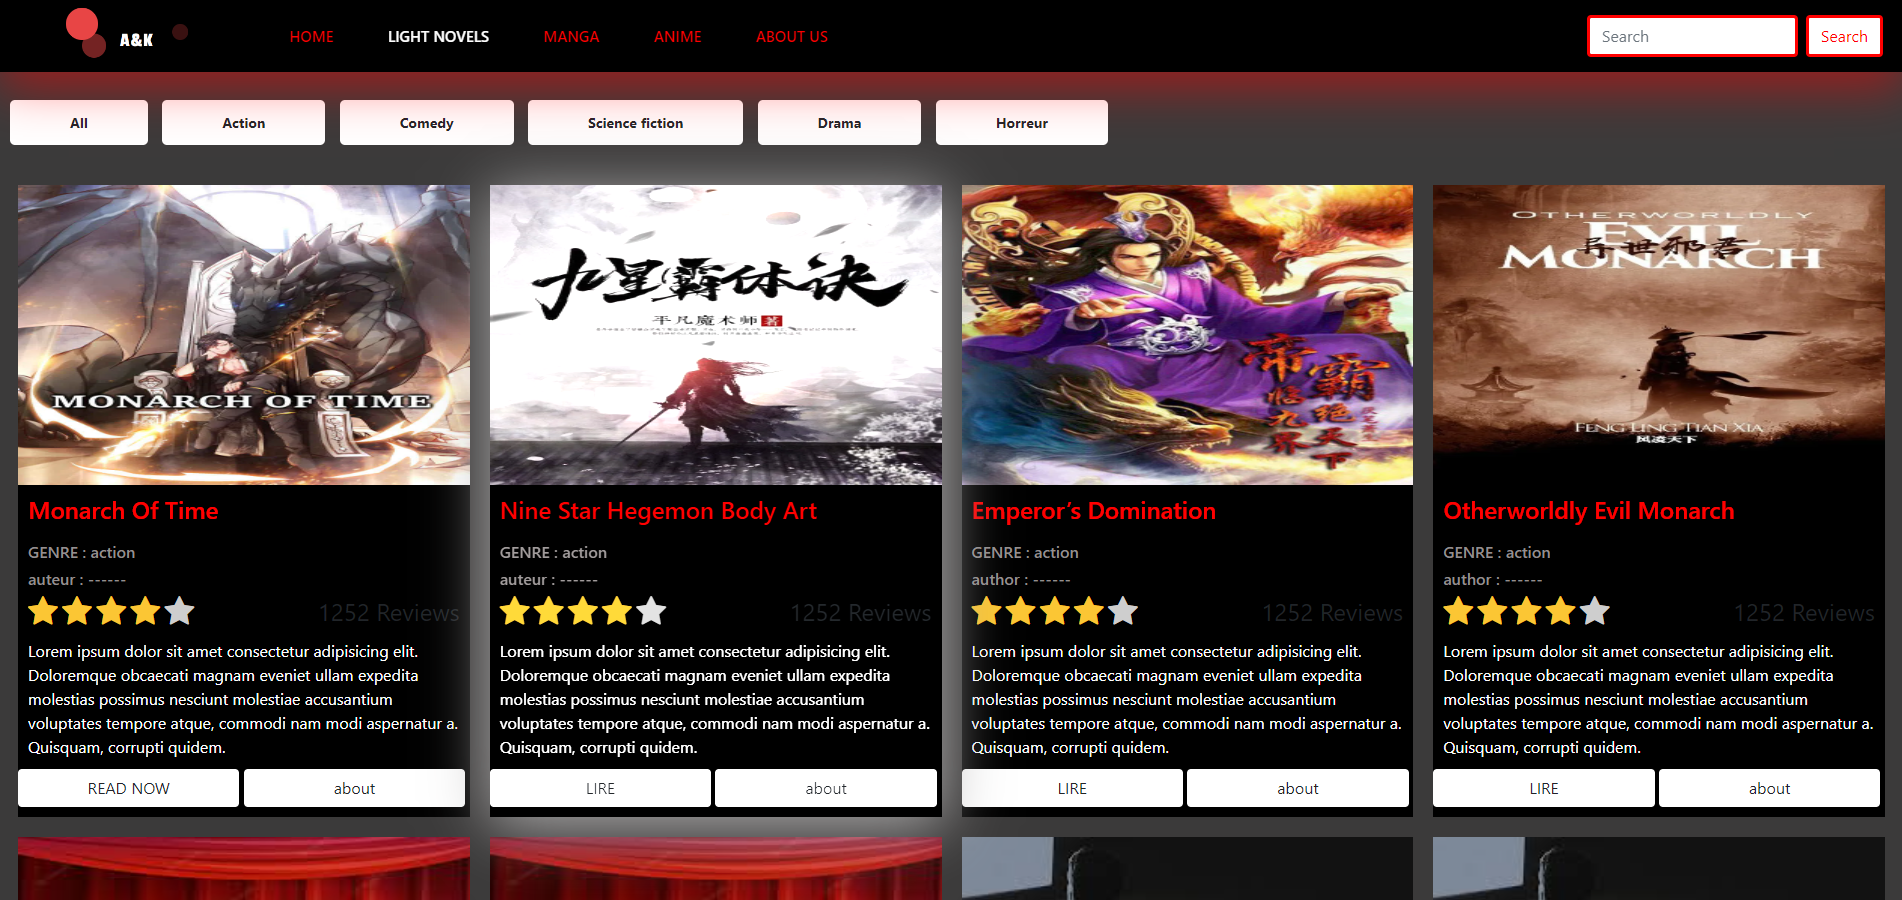 A&K
HOME
LIGHT NOVELS
MANGA
ANIME
ABOUT US
Search
Search
All
Action
Comedy
Science fiction
Drama
Horreur
MONARCH OF TIME
九星霸体诀
平凡魔术师 著
帝霸
临九界
绝天下
OTHERWORLDLY
EVIL
异世邪君
MONARCH
FENG LING TIAN XIA
风凌天下
Monarch Of Time
GENRE : action
auteur : ------
1252 Reviews
Lorem ipsum dolor sit amet consectetur adipisicing elit.
Doloremque obcaecati magnam eveniet ullam expedita
molestias possimus nesciunt molestiae accusantium
voluptates tempore atque, commodi nam modi aspernatur a.
Quisquam, corrupti quidem.
READ NOW
about
Nine Star Hegemon Body Art
GENRE : action
auteur : ------
1252 Reviews
Lorem ipsum dolor sit amet consectetur adipisicing elit.
Doloremque obcaecati magnam eveniet ullam expedita
molestias possimus nesciunt molestiae accusantium
voluptates tempore atque, commodi nam modi aspernatur a.
Quisquam, corrupti quidem.
LIRE
about
Emperor’s Domination
GENRE : action
author : ------
1252 Reviews
Lorem ipsum dolor sit amet consectetur adipisicing elit.
Doloremque obcaecati magnam eveniet ullam expedita
molestias possimus nesciunt molestiae accusantium
voluptates tempore atque, commodi nam modi aspernatur a.
Quisquam, corrupti quidem.
LIRE
about
Otherworldly Evil Monarch
GENRE : action
author : ------
1252 Reviews
Lorem ipsum dolor sit amet consectetur adipisicing elit.
Doloremque obcaecati magnam eveniet ullam expedita
molestias possimus nesciunt molestiae accusantium
voluptates tempore atque, commodi nam modi aspernatur a.
Quisquam, corrupti quidem.
LIRE
about